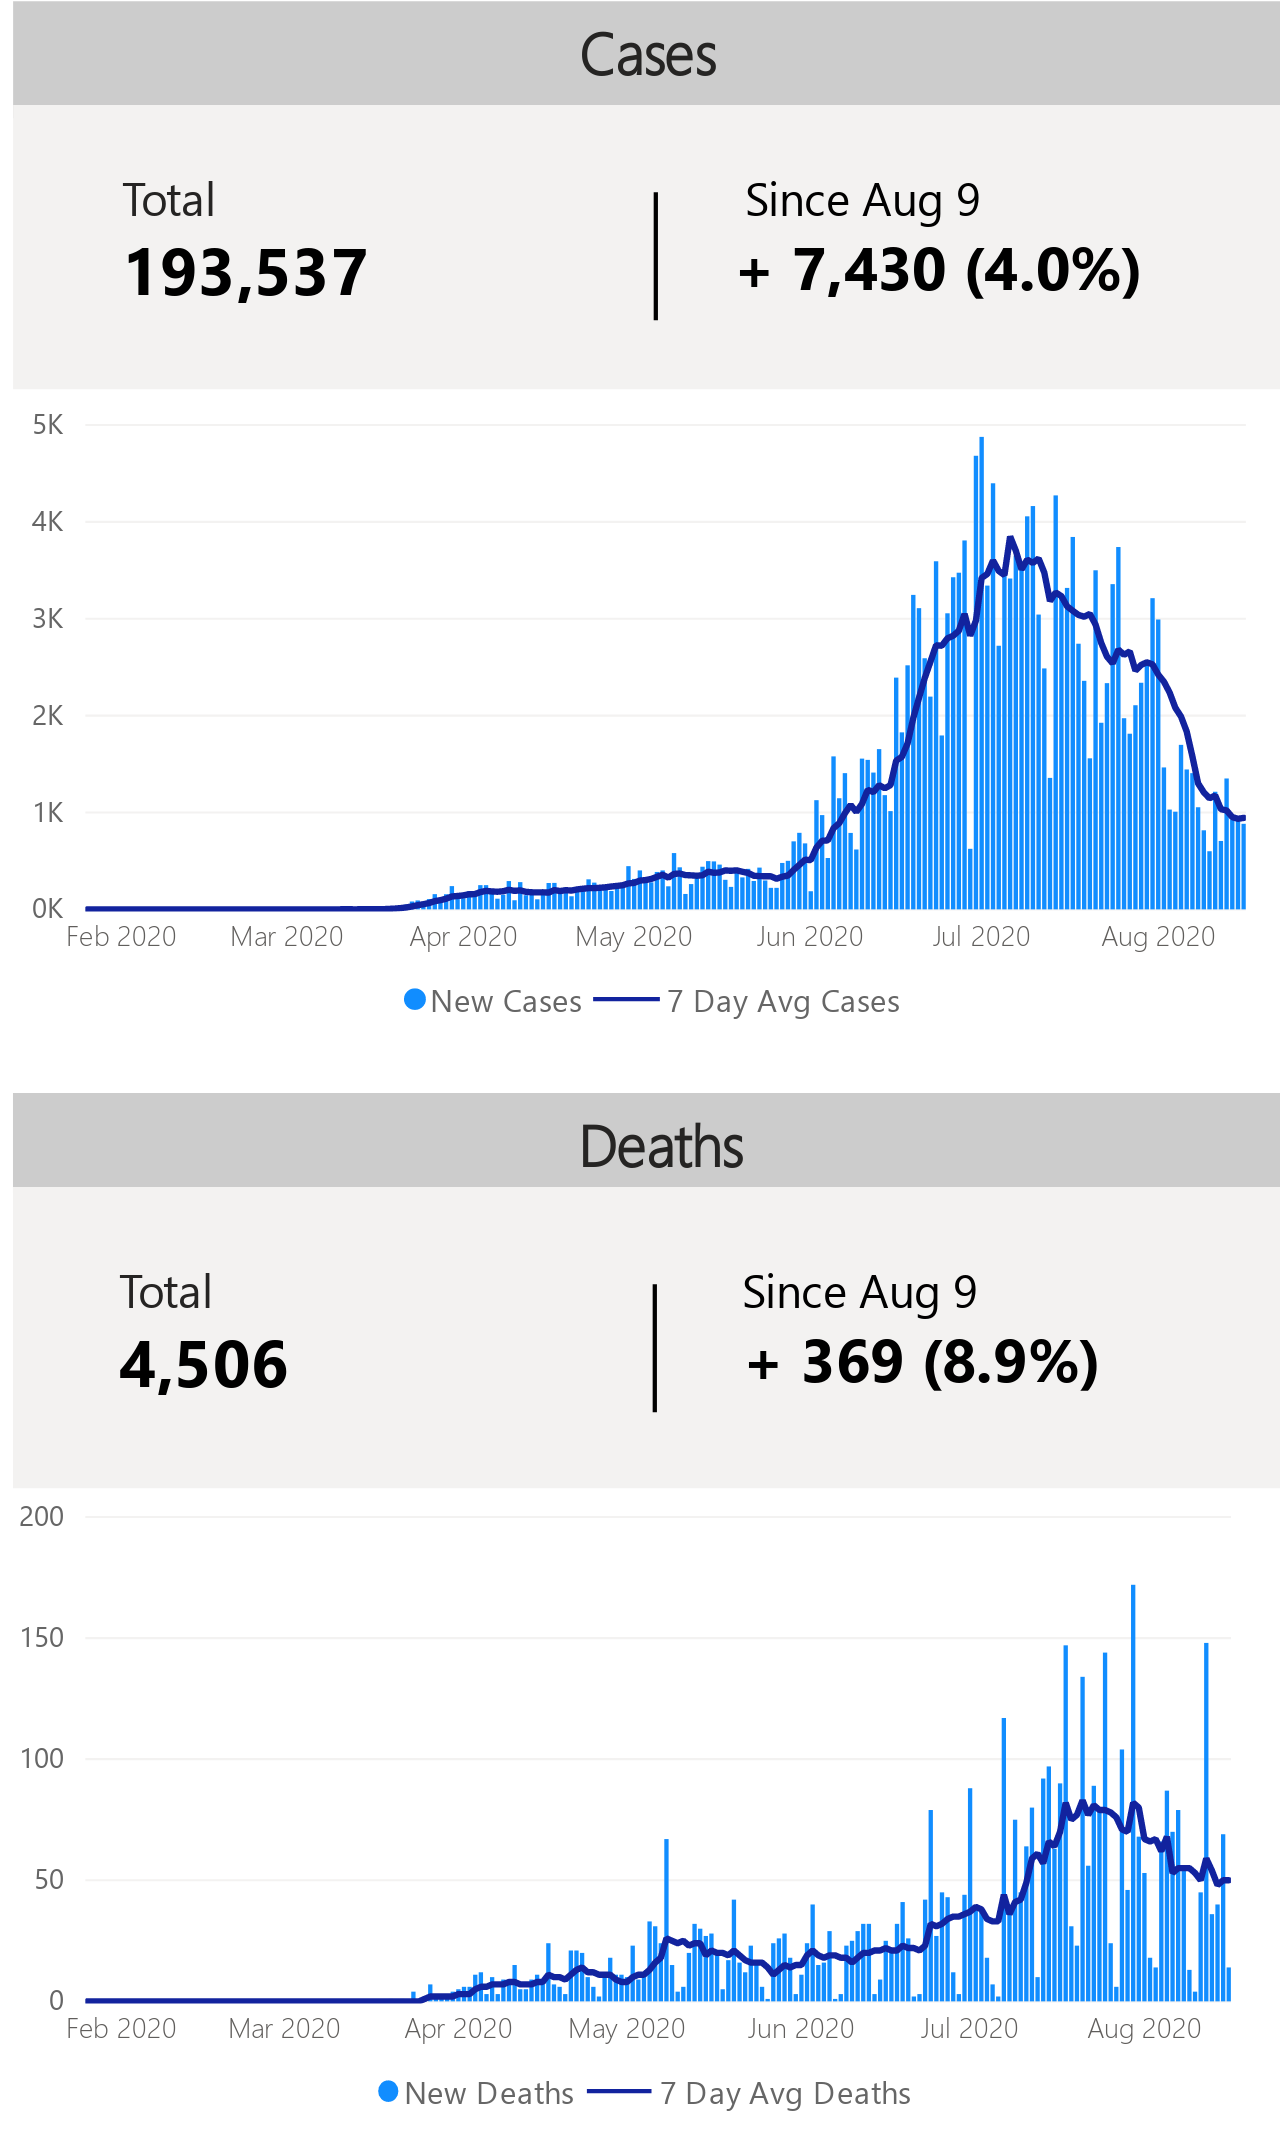 Cases
Total
Since Aug 9
193,537
+ 7,430 (4.0%)
5K
4K
3K
2K
1K
0K
Feb 2020
Mar 2020
Apr 2020
May 2020
Jun 2020
Jul 2020
Aug 2020
New Cases
7 Day Avg Cases
Deaths
Total
Since Aug 9
4,506
+ 369 (8.9%)
200
150
100
50
0
Feb 2020
Mar 2020
Apr 2020
May 2020
Jun 2020
Jul 2020
Aug 2020
New Deaths
7 Day Avg Deaths